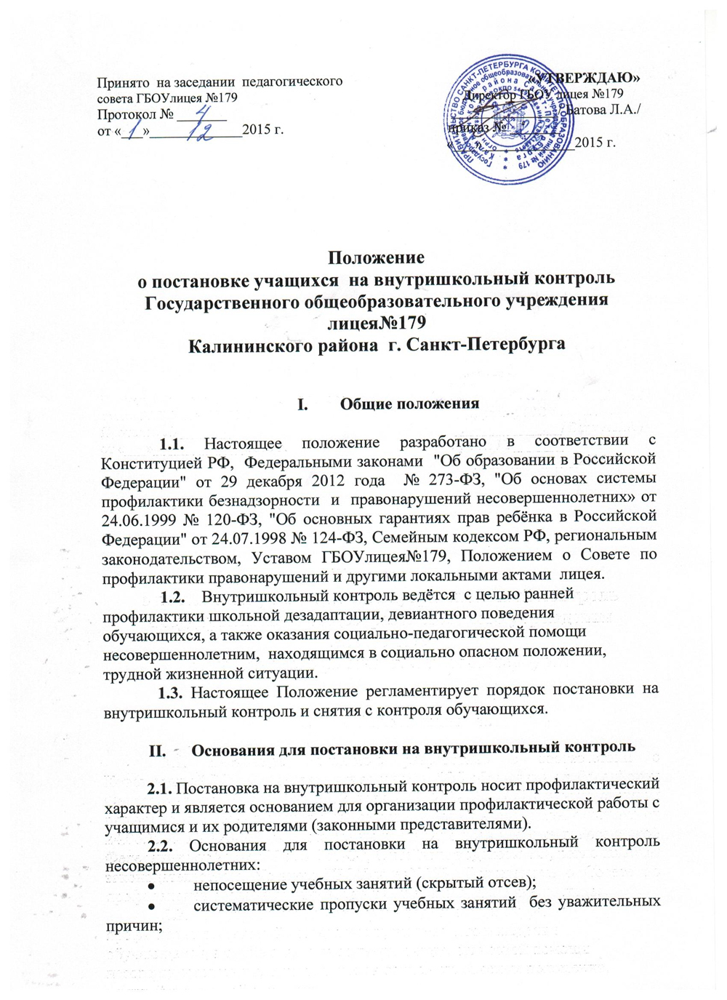 Принято на заседании педагогического
совета ГБОУлицея №179
Протокол № 4
от « 1 » 12 2015 г.
«УТВЕРЖДАЮ»
Директор ГБОУ лицея №179
Батова Л.А./
приказ №
« 2015 г.
ПРАВИТЕЛЬСТВО САНКТ-ПЕТЕРБУРГА КОМИТЕТ ПО ОБРАЗОВАНИЮ
Положение
о постановке учащихся на внутришкольный контроль
Государственного общеобразовательного учреждения
лицея№179
Калининского района г. Санкт-Петербурга
I. Общие положения
1.1. Настоящее положение разработано в соответствии с
Конституцией РФ, Федеральными законами "Об образовании в Российской
Федерации" от 29 декабря 2012 года № 273-ФЗ, "Об основах системы
профилактики безнадзорности и правонарушений несовершеннолетних» от
24.06.1999 № 120-ФЗ, "Об основных гарантиях прав ребёнка в Российской
Федерации" от 24.07.1998 № 124-ФЗ, Семейным кодексом РФ, региональным
законодательством, Уставом ГБОУлицея№179, Положением о Совете по
профилактики правонарушений и другими локальными актами лицея.
1.2. Внутришкольный контроль ведётся с целью ранней
профилактики школьной дезадаптации, девиантного поведения
обучающихся, а также оказания социально-педагогической помощи
несовершеннолетним, находящимся в социально опасном положении,
трудной жизненной ситуации.
1.3. Настоящее Положение регламентирует порядок постановки на
внутришкольный контроль и снятия с контроля обучающихся.
II. Основания для постановки на внутришкольный контроль
2.1. Постановка на внутришкольный контроль носит профилактический
характер и является основанием для организации профилактической работы с
учащимися и их родителями (законными представителями).
2.2. Основания для постановки на внутришкольный контроль
несовершеннолетних:
• непосещение учебных занятий (скрытый отсев);
• систематические пропуски учебных занятий без уважительных
причин;